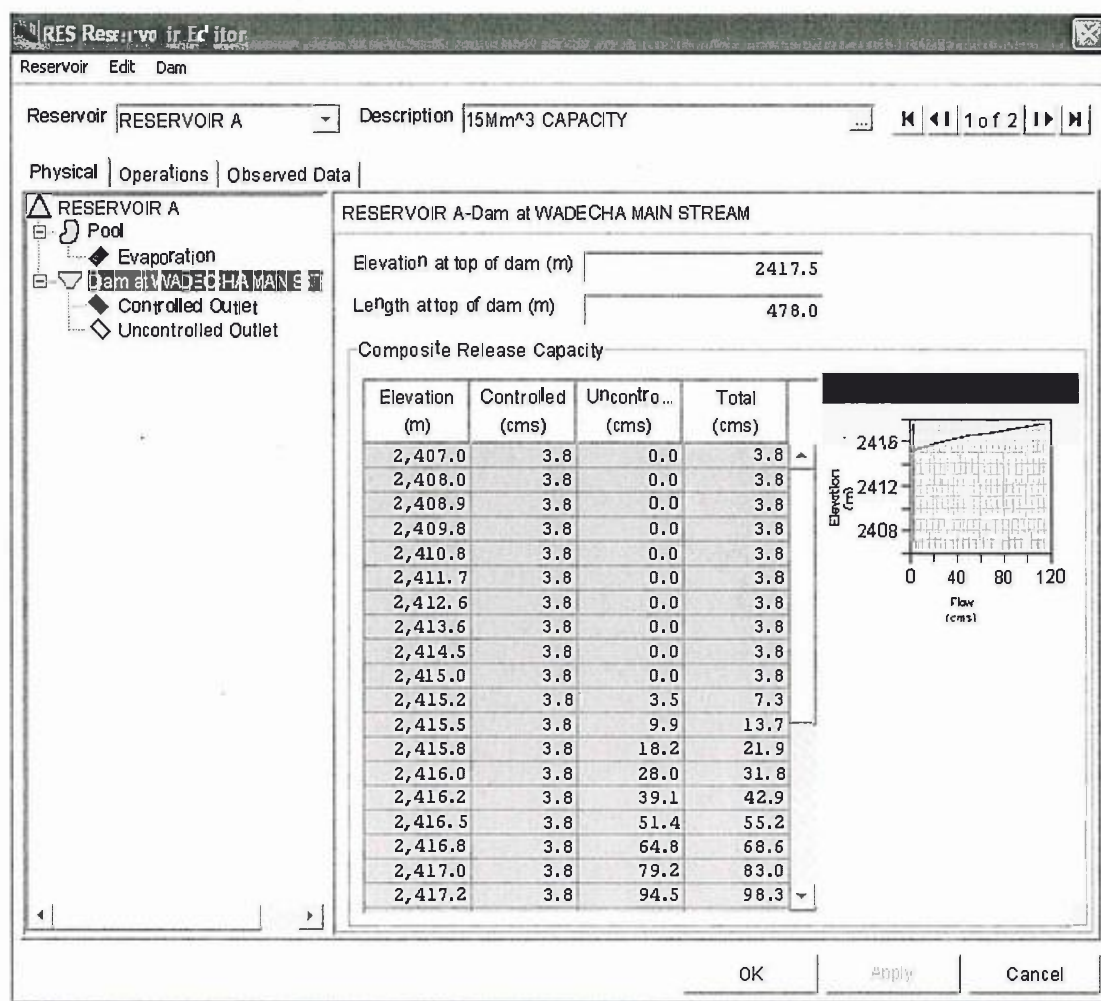 RES Reservoir Editor
Reservoir Edit Dam
Reservoir RESERVOIR A Description 15Mm^3 CAPACITY ... 1 of 2
Physical Operations Observed Data
RESERVOIR A
Pool
Evaporation
Dam at WADECHA MAIN ST
Controlled Outlet
Uncontrolled Outlet
RESERVOIR A-Dam at WADECHA MAIN STREAM
Elevation at top of dam (m) 2417.5
Length at top of dam (m) 478.0
Composite Release Capacity
Elevation (m) Controlled (cms) Uncontro... (cms) Total (cms)
2,407.0 3.8 0.0 3.8
2,408.0 3.8 0.0 3.8
2,408.9 3.8 0.0 3.8
2,409.8 3.8 0.0 3.8
2,410.8 3.8 0.0 3.8
2,411.7 3.8 0.0 3.8
2,412.6 3.8 0.0 3.8
2,413.6 3.8 0.0 3.8
2,414.5 3.8 0.0 3.8
2,415.0 3.8 0.0 3.8
2,415.2 3.8 3.5 7.3
2,415.5 3.8 9.9 13.7
2,415.8 3.8 18.2 21.9
2,416.0 3.8 28.0 31.8
2,416.2 3.8 39.1 42.9
2,416.5 3.8 51.4 55.2
2,416.8 3.8 64.8 68.6
2,417.0 3.8 79.2 83.0
2,417.2 3.8 94.5 98.3
2416
2412
2408
Elevation (m)
0 40 80 120
Flow
(cms)
OK Apply Cancel